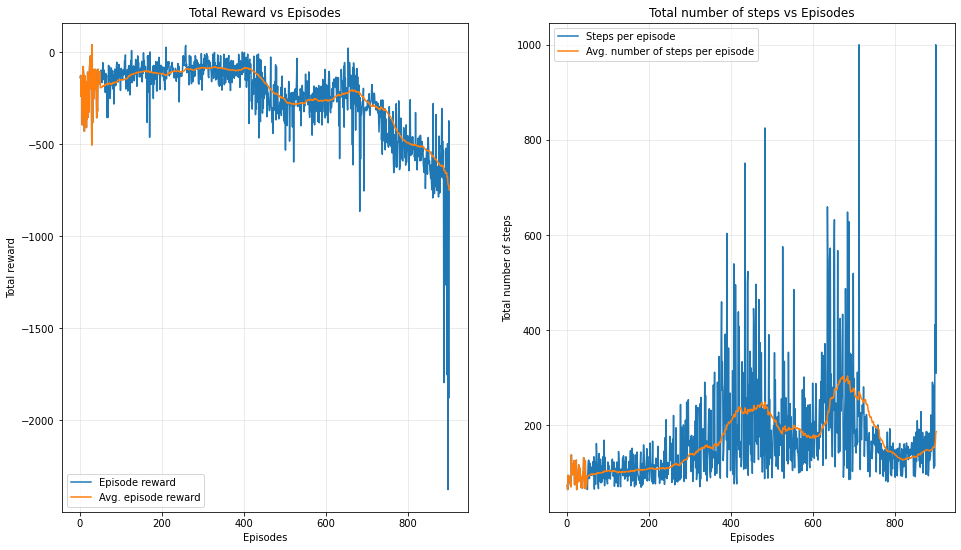 Total Reward vs Episodes
Total reward
0
−500
−1000
−1500
−2000
0
200
400
600
800
Episodes
Episode reward
Avg. episode reward
Total number of steps vs Episodes
Total number of steps
1000
800
600
400
200
0
200
400
600
800
Episodes
Steps per episode
Avg. number of steps per episode